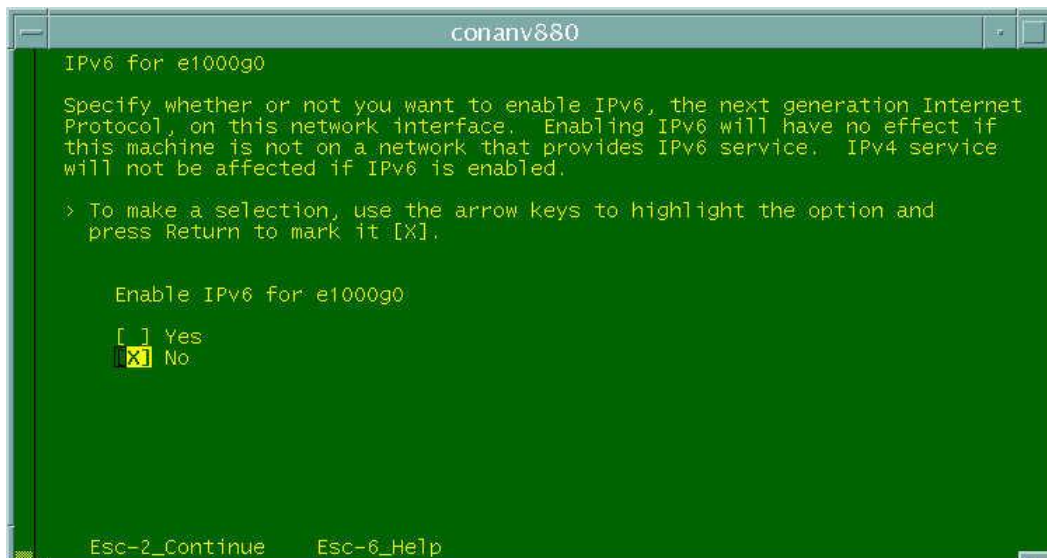 conanv880
IPv6 for e1000g0
Specify whether or not you want to enable IPv6, the next generation Internet
Protocol, on this network interface.  Enabling IPv6 will have no effect if
this machine is not on a network that provides IPv6 service.  IPv4 service
will not be affected if IPv6 is enabled.
> To make a selection, use the arrow keys to highlight the option and
press Return to mark it [X].
Enable IPv6 for e1000g0
[ ] Yes
[X] No
Esc-2_Continue    Esc-6_Help